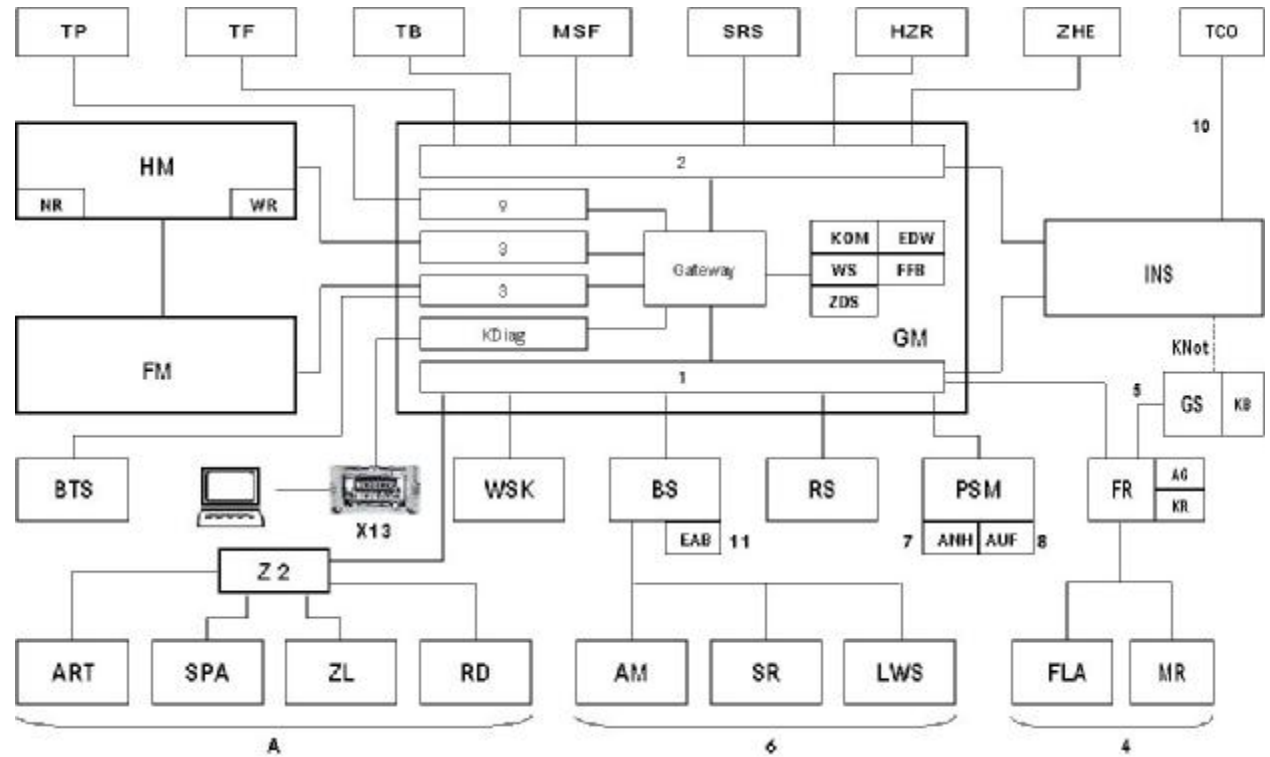 TP TF TB MSF SRS HZR ZHE TCO
10
2
HM
NR WR
9
3
3
KDiag
Gateway
KOM EDW
WS FFB
ZDS
GM
INS
FM
1
KNot
5
GS KB
BTS
X13
WSK
BS
EAB 11
RS
PSM
7 ANH AUF 8
FR
AG
KR
Z 2
ART SPA ZL RD AM SR LWS FLA MR
A 6 4